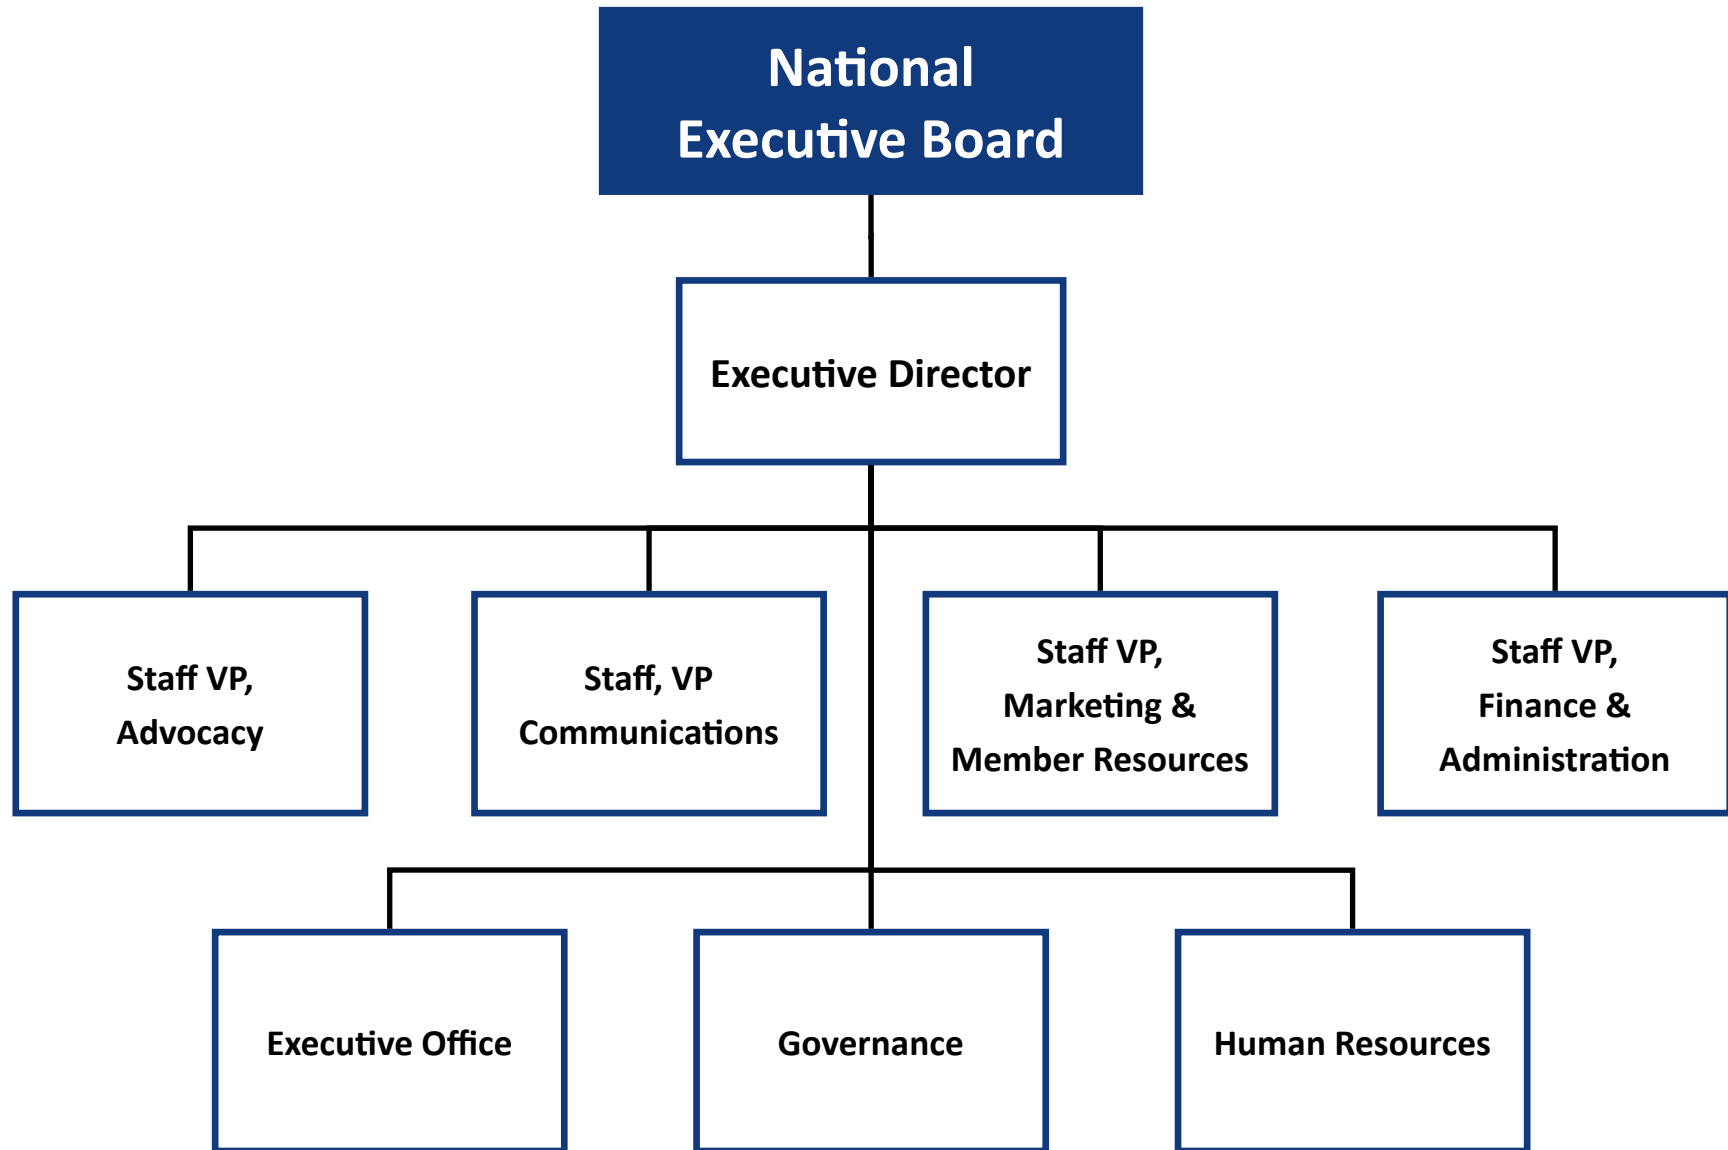 National
Executive Board
Executive Director
Staff VP,
Advocacy
Staff, VP
Communications
Staff VP,
Marketing &
Member Resources
Staff VP,
Finance &
Administration
Executive Office
Governance
Human Resources